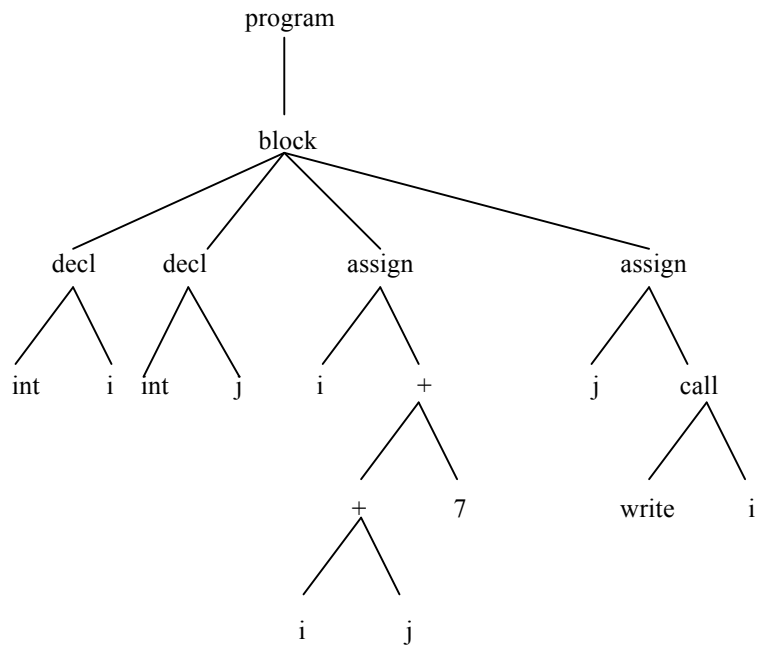 program
block
decl decl assign assign
int i int j i + j call
+ 7 write i
i j